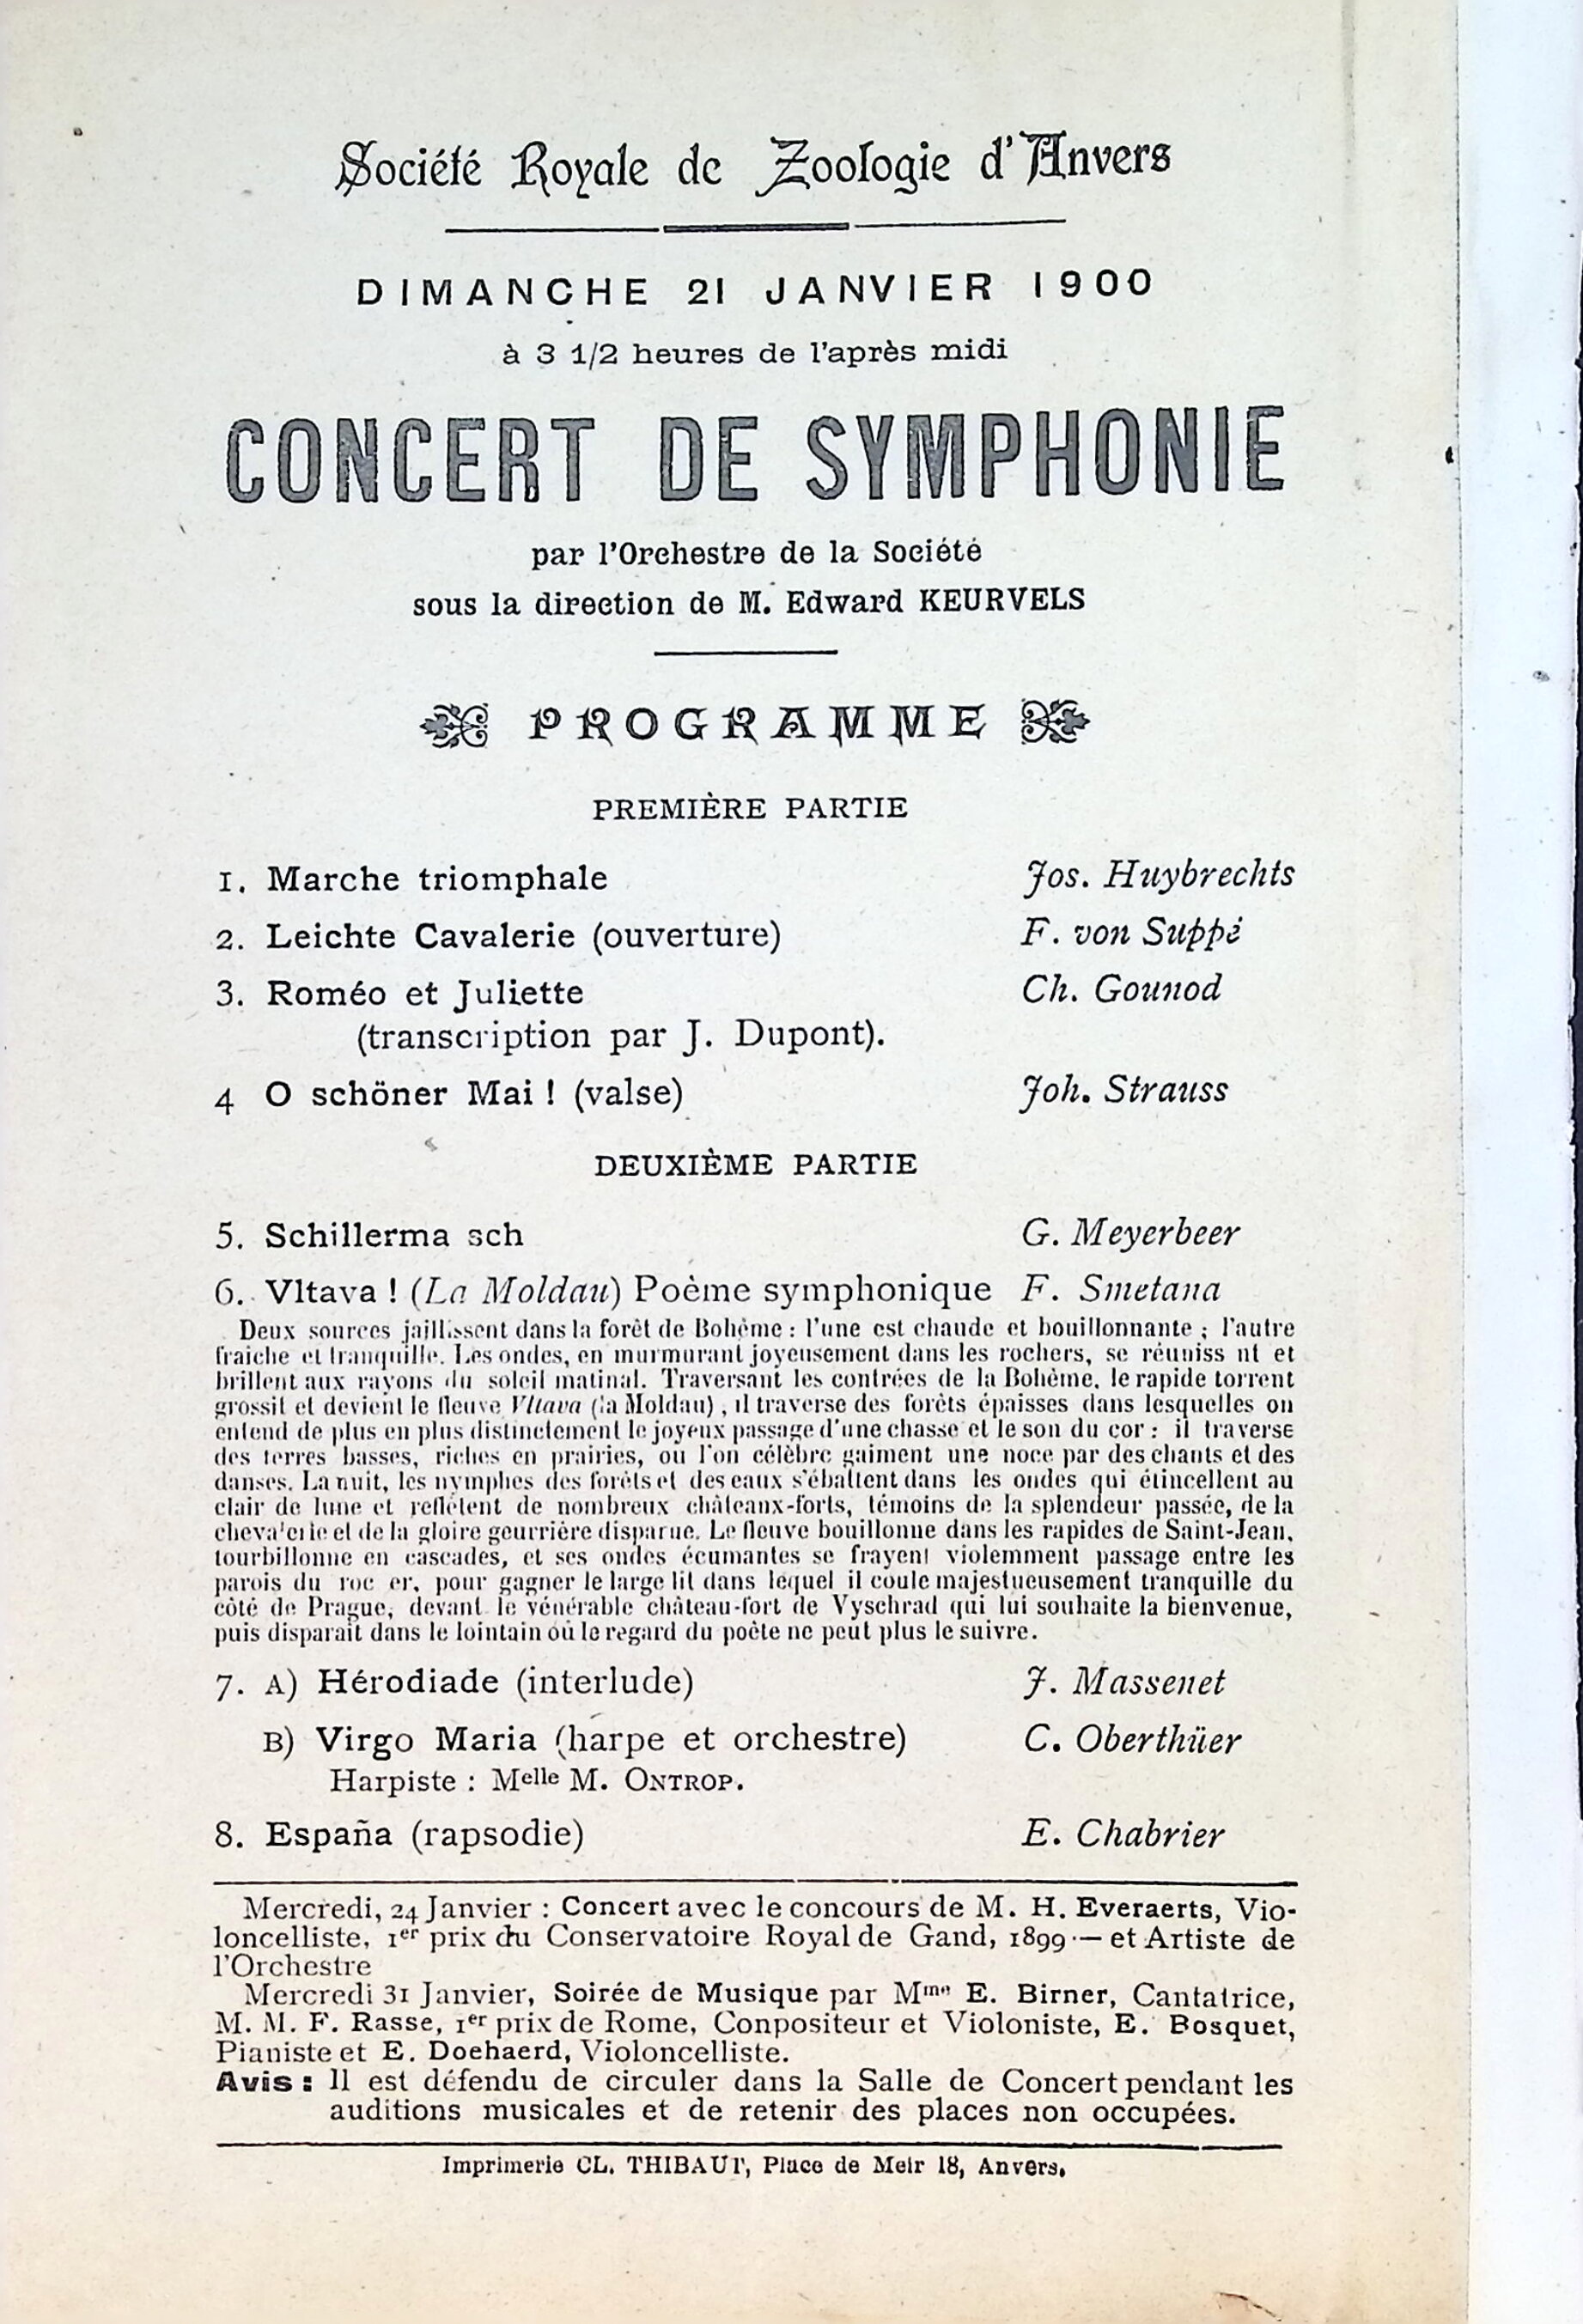 Société Royale de Zoologie d'Anvers
DIMANCHE 21 JANVIER 1900
à 3 1/2 heures de l'après midi
CONCERT DE SYMPHONIE
par l'Orchestre de la Société
sous la direction de M. Edward KEURVELS
PROGRAMME
PREMIÈRE PARTIE
1. Marche triomphale Jos. Huybrechts
2. Leichte Cavalerie (ouverture) F. von Suppé
3. Roméo et Juliette Ch. Gounod
(transcription par J. Dupont).
4 O schöner Mai ! (valse) Joh. Strauss
DEUXIÈME PARTIE
5. Schillerma sch G. Meyerbeer
6. Vltava ! (La Moldau) Poème symphonique F. Smetana
Deux sources jaillissent dans la forêt de Bohême : l'une est chaude et bouillonnante ; l'autre
fraiche et tranquille. Les ondes, en murmurant joyeusement dans les rochers, se réuniss nt et
brillent aux rayons du soleil matinal. Traversant les contrées de la Bohême, le rapide torrent
grossit et devient le fleuve Vltava (la Moldau), il traverse des forêts épaisses dans lesquelles on
entend de plus en plus distinctement le joyeux passage d'une chasse et le son du cor : il traverse
des terres basses, riches en prairies, ou l'on célèbre gaiment une noce par des chants et des
danses. La nuit, les nymphes des forêts et des eaux s'ébattent dans les ondes qui étincellent au
clair de lune et reflètent de nombreux châteaux-forts, témoins de la splendeur passée, de la
chevalerie et de la gloire geurrière disparue. Le fleuve bouillonne dans les rapides de Saint-Jean,
tourbillonne en cascades, et ses ondes écumantes se frayent violemment passage entre les
parois du roc er, pour gagner le large lit dans lequel il coule majestueusement tranquille du
côté de Prague, devant le vénérable château-fort de Vyschrad qui lui souhaite la bienvenue,
puis disparait dans le lointain où le regard du poète ne peut plus le suivre.
7. A) Hérodiade (interlude) J. Massenet
B) Virgo Maria (harpe et orchestre) C. Oberthüer
Harpiste : Melle M. ONTROP.
8. España (rapsodie) E. Chabrier
Mercredi, 24 Janvier : Concert avec le concours de M. H. Everaerts, Vio-
loncelliste, 1er prix du Conservatoire Royal de Gand, 1899 — et Artiste de
l'Orchestre
Mercredi 31 Janvier, Soirée de Musique par Mme E. Birner, Cantatrice,
M. M. F. Rasse, 1er prix de Rome, Conpositeur et Violoniste, E. Bosquet,
Pianiste et E. Doehaerd, Violoncelliste.
Avis : Il est défendu de circuler dans la Salle de Concert pendant les
auditions musicales et de retenir des places non occupées.
Imprimerie CL. THIBAUT, Place de Meir 18, Anvers.